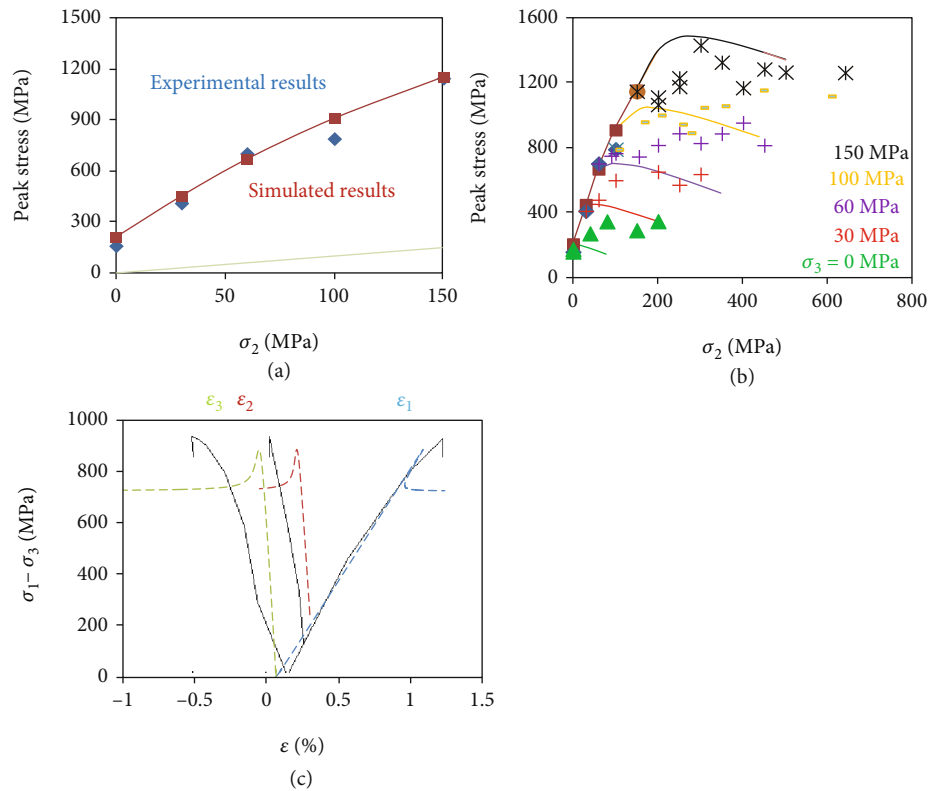 1500
1200
900
600
300
0
Peak stress (MPa)
Experimental results
Simulated results
0
50
100
150
σ2 (MPa)
(a)
1600
1200
800
400
0
Peak stress (MPa)
150 MPa
100 MPa
60 MPa
30 MPa
σ3 = 0 MPa
0
200
400
600
800
σ2 (MPa)
(b)
ε3
ε2
ε1
1000
800
600
400
200
0
σ1– σ3 (MPa)
–1
–0.5
0
0.5
1
1.5
ε (%)
(c)